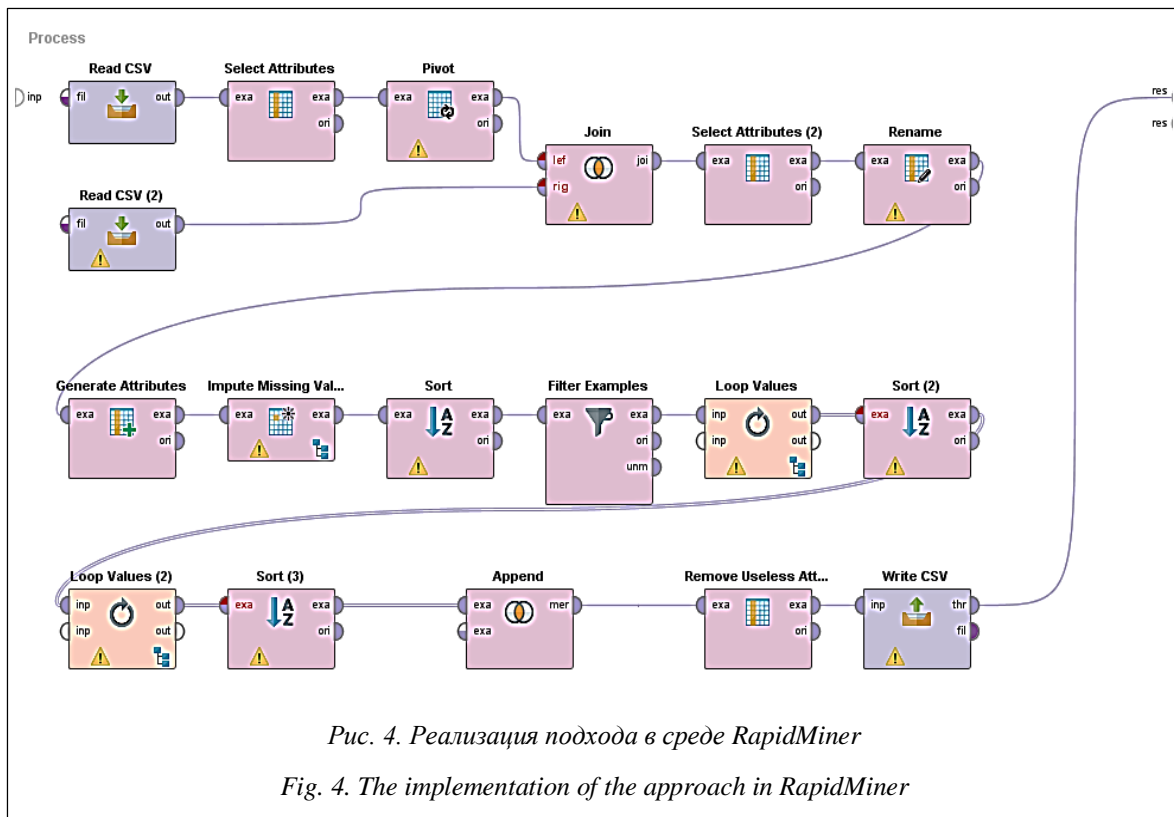 Process
Read CSV Select Attributes Pivot
inp fil out exa exa exa exa res
ori ori
Join Select Attributes (2) Rename
res
lef joi exa exa exa exa
rig ori ori
Read CSV (2)
fil out
Generate Attributes Impute Missing Val... Sort Filter Examples Loop Values Sort (2)
exa exa exa exa exa exa exa exa inp out exa exa
ori ori ori inp out ori
unm
Loop Values (2) Sort (3) Append Remove Useless Att... Write CSV
inp out exa exa exa mer exa exa inp thr
inp out ori exa ori fil
Рис. 4. Реализация подхода в среде RapidMiner
Fig. 4. The implementation of the approach in RapidMiner